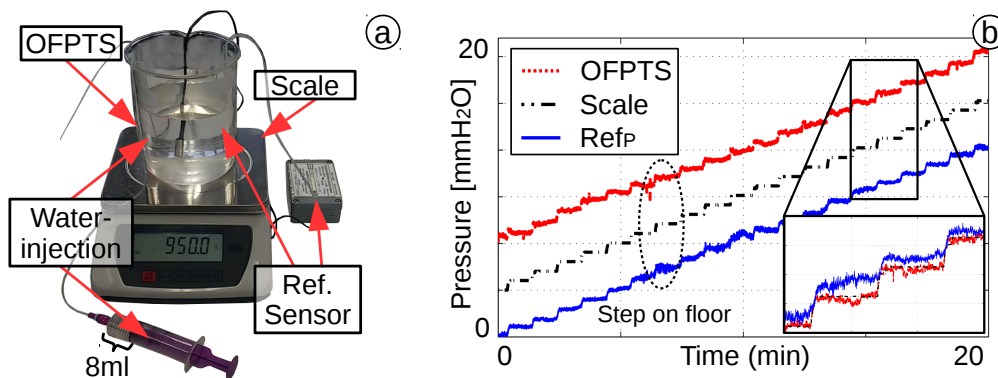 a
OFPTS
Scale
Water-
injection
950.0
Ref.
Sensor
8ml
b
20
OFPTS
Scale
RefP
Pressure [mmH2O]
Step on floor
0
0
Time (min)
20